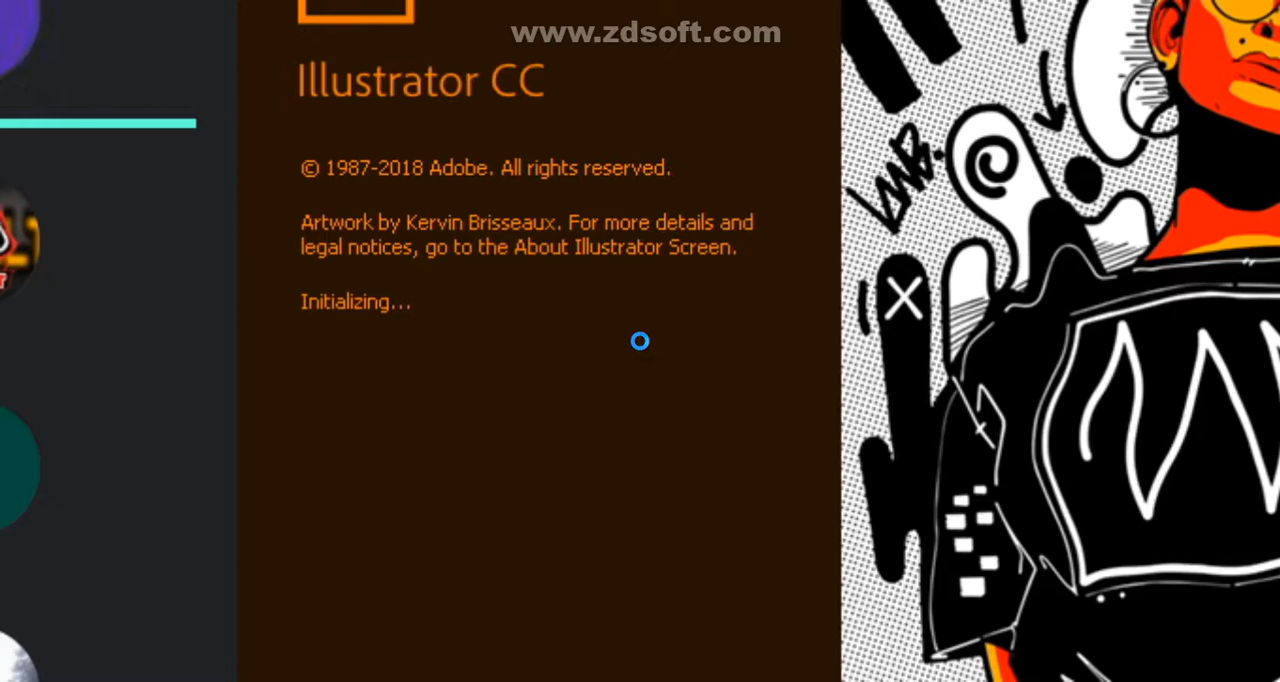 www.zdsoft.com
Illustrator CC
© 1987-2018 Adobe. All rights reserved.
Artwork by Kervin Brisseaux. For more details and
legal notices, go to the About Illustrator Screen.
Initializing...